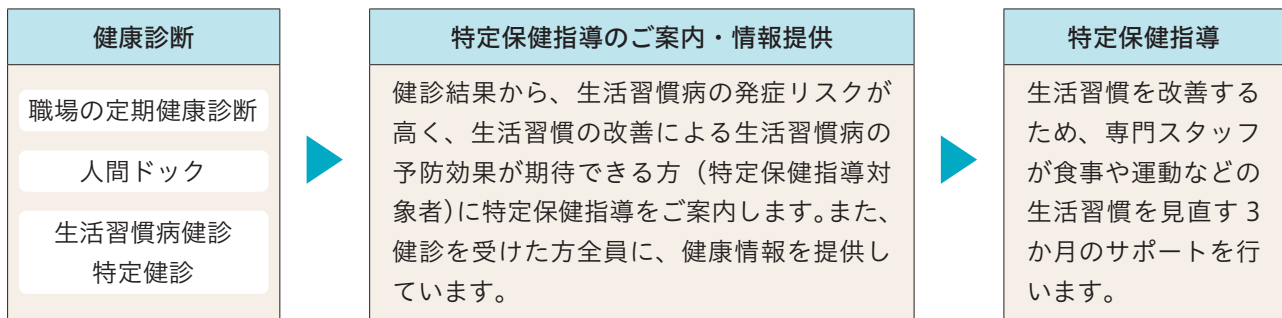 健康診断
職場の定期健康診断
人間ドック
生活習慣病健診
特定健診
特定保健指導のご案内・情報提供
健診結果から、生活習慣病の発症リスクが
高く、生活習慣の改善による生活習慣病の
予防効果が期待できる方（特定保健指導対
象者）に特定保健指導をご案内します。また、
健診を受けた方全員に、健康情報を提供し
ています。
特定保健指導
生活習慣を改善する
ため、専門スタッフ
が食事や運動などの
生活習慣を見直す 3
か月のサポートを行
います。